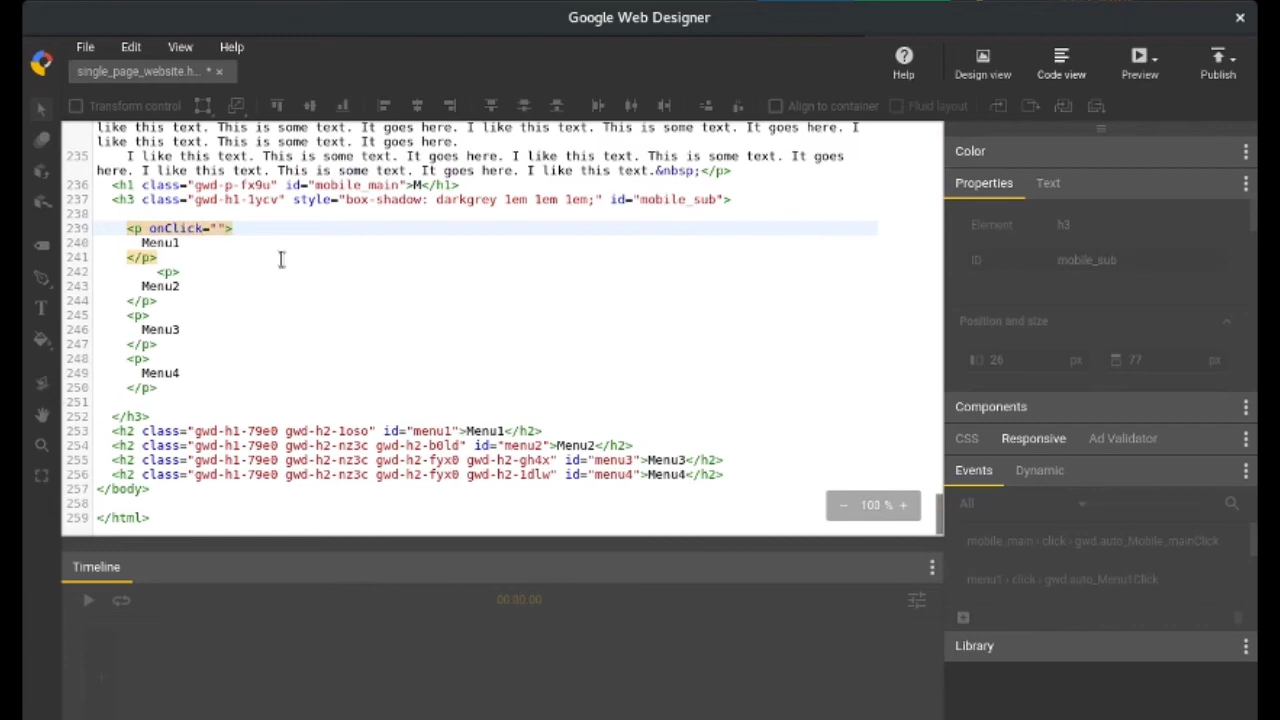 Google Web Designer
File Edit View Help
single_page_website.h... * ×
Help Design view Code view Preview Publish
Transform control Align to container Fluid layout
like this text. This is some text. It goes here. I like this text. This is some text. It goes here. I
like this text. This is some text. It goes here.
235 I like this text. This is some text. It goes here. I like this text. This is some text. It goes
here. I like this text. This is some text. It goes here. I like this text.&nbsp;</p>
236 <h1 class="gwd-p-fx9u" id="mobile_main">M</h1>
237 <h3 class="gwd-h1-1ycv" style="box-shadow: darkgrey 1em 1em 1em;" id="mobile_sub">
238
239 <p onClick="">
240 Menu1
241 </p>
242 <p>
243 Menu2
244 </p>
245 <p>
246 Menu3
247 </p>
248 <p>
249 Menu4
250 </p>
251
252 </h3>
253 <h2 class="gwd-h1-79e0 gwd-h2-1oso" id="menu1">Menu1</h2>
254 <h2 class="gwd-h1-79e0 gwd-h2-nz3c gwd-h2-b0ld" id="menu2">Menu2</h2>
255 <h2 class="gwd-h1-79e0 gwd-h2-nz3c gwd-h2-fyx0 gwd-h2-gh4x" id="menu3">Menu3</h2>
256 <h2 class="gwd-h1-79e0 gwd-h2-nz3c gwd-h2-fyx0 gwd-h2-1dlw" id="menu4">Menu4</h2>
257 </body>
258
259 </html>
− 100 % +
Color
Properties Text
Element h3
ID mobile_sub
Position and size
26 px 77 px
Components
CSS Responsive Ad Validator
Events Dynamic
All
mobile_main › click › gwd.auto_Mobile_mainClick
menu1 › click › gwd.auto_Menu1Click
Library
Timeline
00:00.00